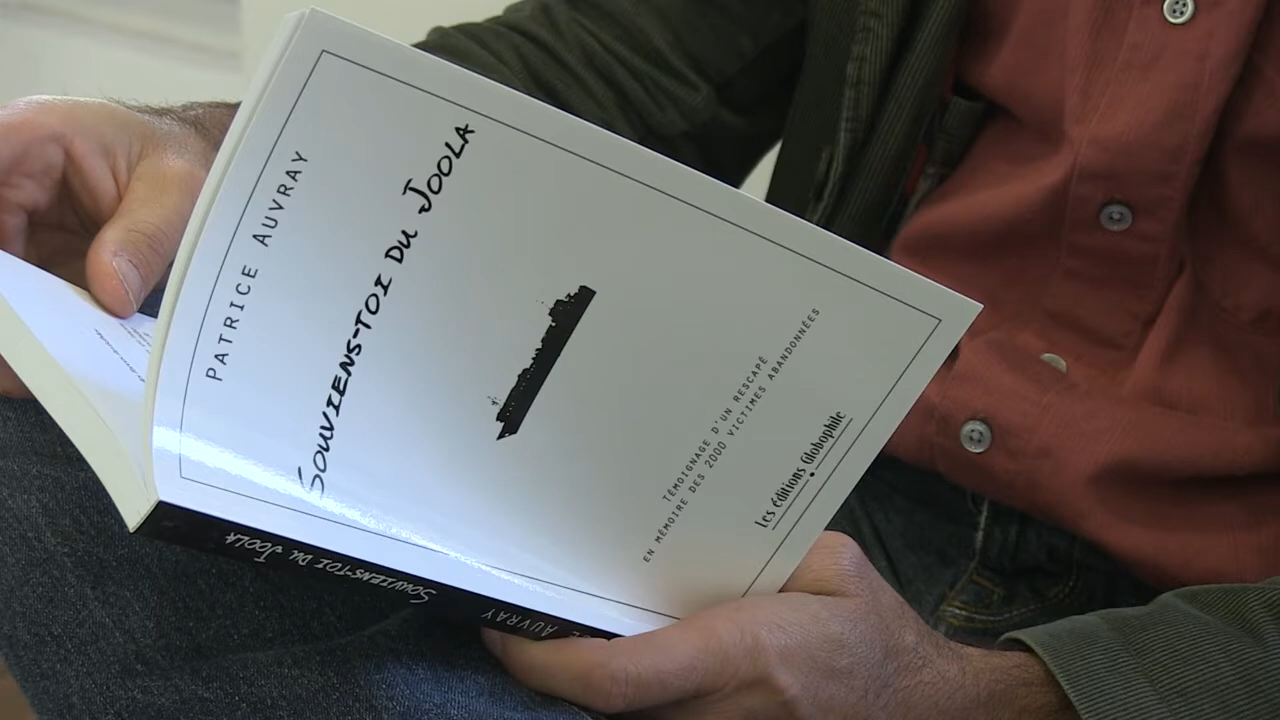 PATRICE AUVRAY
SOUVIENS-TOI DU JOOLA
TÉMOIGNAGE D'UN RESCAPÉ
EN MÉMOIRE DES 2000 VICTIMES ABANDONNÉES
Les éditions Globophile
SOUVIENS-TOI DU JOOLA
AUVRAY